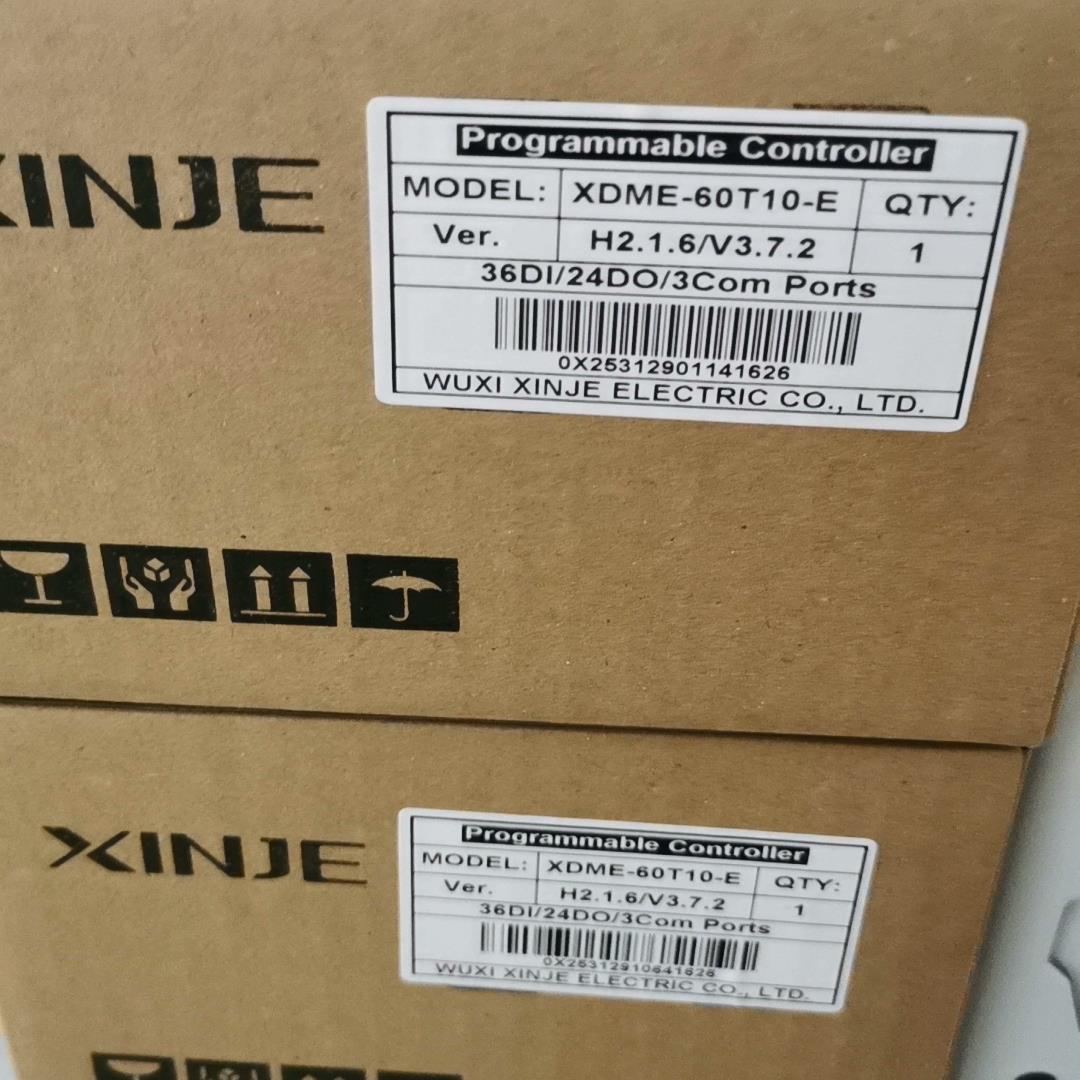 XINJE
Programmable Controller
MODEL: XDME-60T10-E QTY:
Ver. H2.1.6/V3.7.2 1
36DI/24DO/3Com Ports
0X25312901141626
WUXI XINJE ELECTRIC CO., LTD.
XINJE
Programmable Controller
MODEL: XDME-60T10-E QTY:
Ver. H2.1.6/V3.7.2 1
36DI/24DO/3Com Ports
0X25312910641626
WUXI XINJE ELECTRIC CO., LTD.